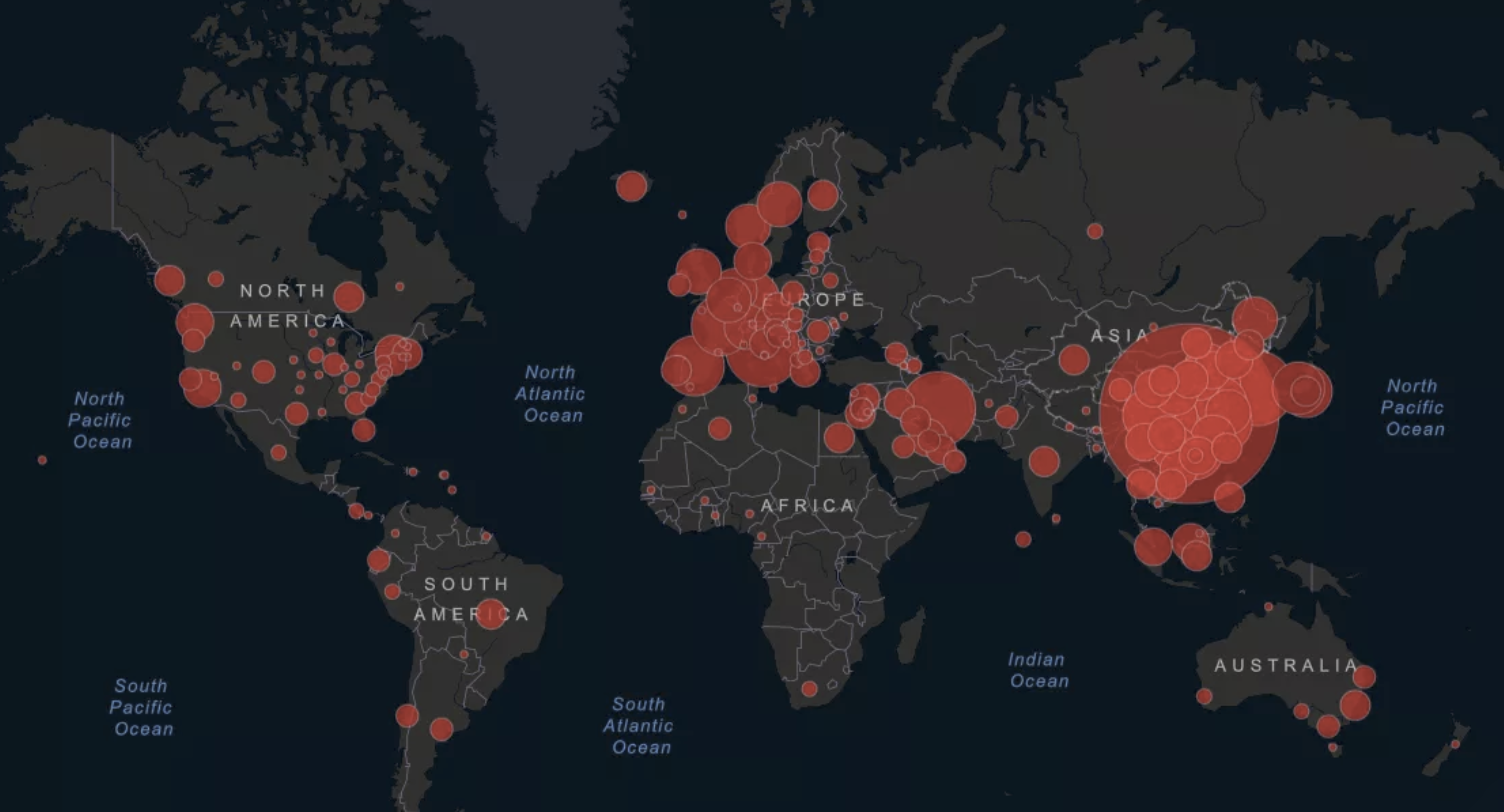 NORTH
AMERICA
EUROPE
ASIA
North
Pacific
Ocean
North
Atlantic
Ocean
North
Pacific
Ocean
AFRICA
SOUTH
AMERICA
South
Pacific
Ocean
South
Atlantic
Ocean
Indian
Ocean
AUSTRALIA